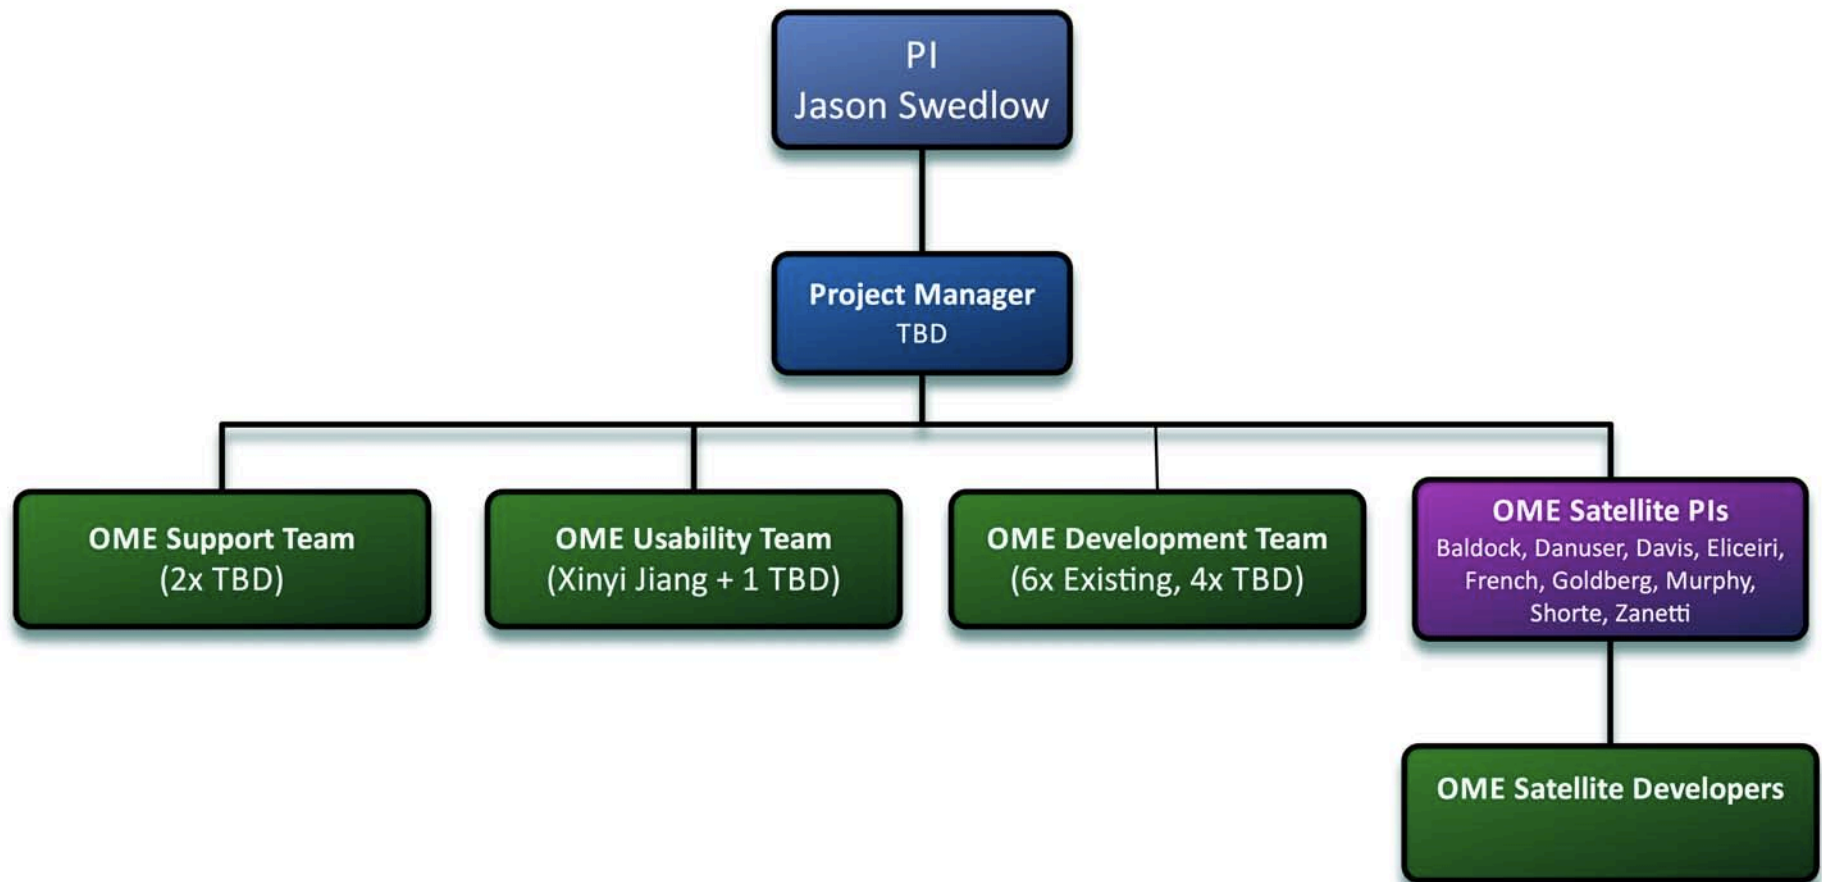 PI
Jason Swedlow
Project Manager
TBD
OME Support Team
(2x TBD)
OME Usability Team
(Xinyi Jiang + 1 TBD)
OME Development Team
(6x Existing, 4x TBD)
OME Satellite PIs
Baldock, Danuser, Davis, Eliceiri,
French, Goldberg, Murphy,
Shorte, Zanetti
OME Satellite Developers